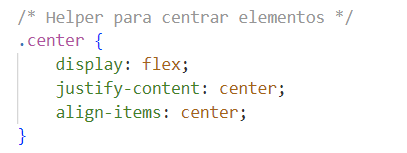 /* Helper para centrar elementos */
.center {
    display: flex;
    justify-content: center;
    align-items: center;
}